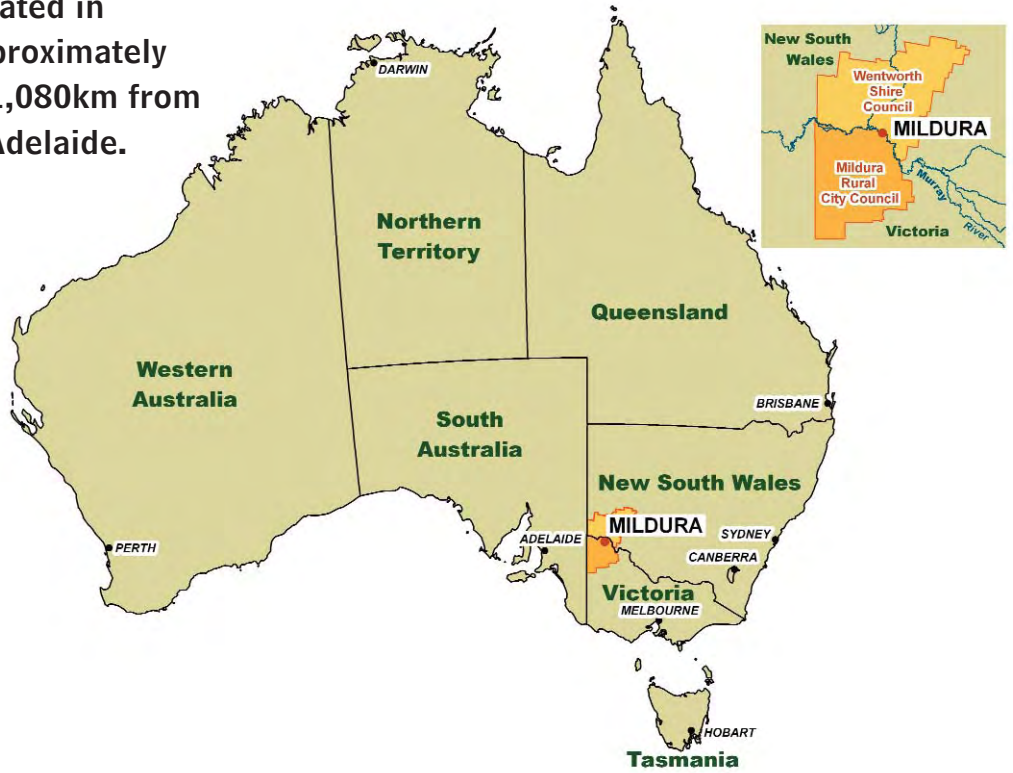 ated in
proximately
1,080km from
Adelaide.
DARWIN
New South
Wales
Wentworth
Shire
Council
MILDURA
Mildura
Rural
City Council
Murray
River
Victoria
Northern
Territory
Queensland
Western
Australia
BRISBANE
South
Australia
New South Wales
MILDURA
SYDNEY
ADELAIDE
CANBERRA
PERTH
Victoria
MELBOURNE
HOBART
Tasmania